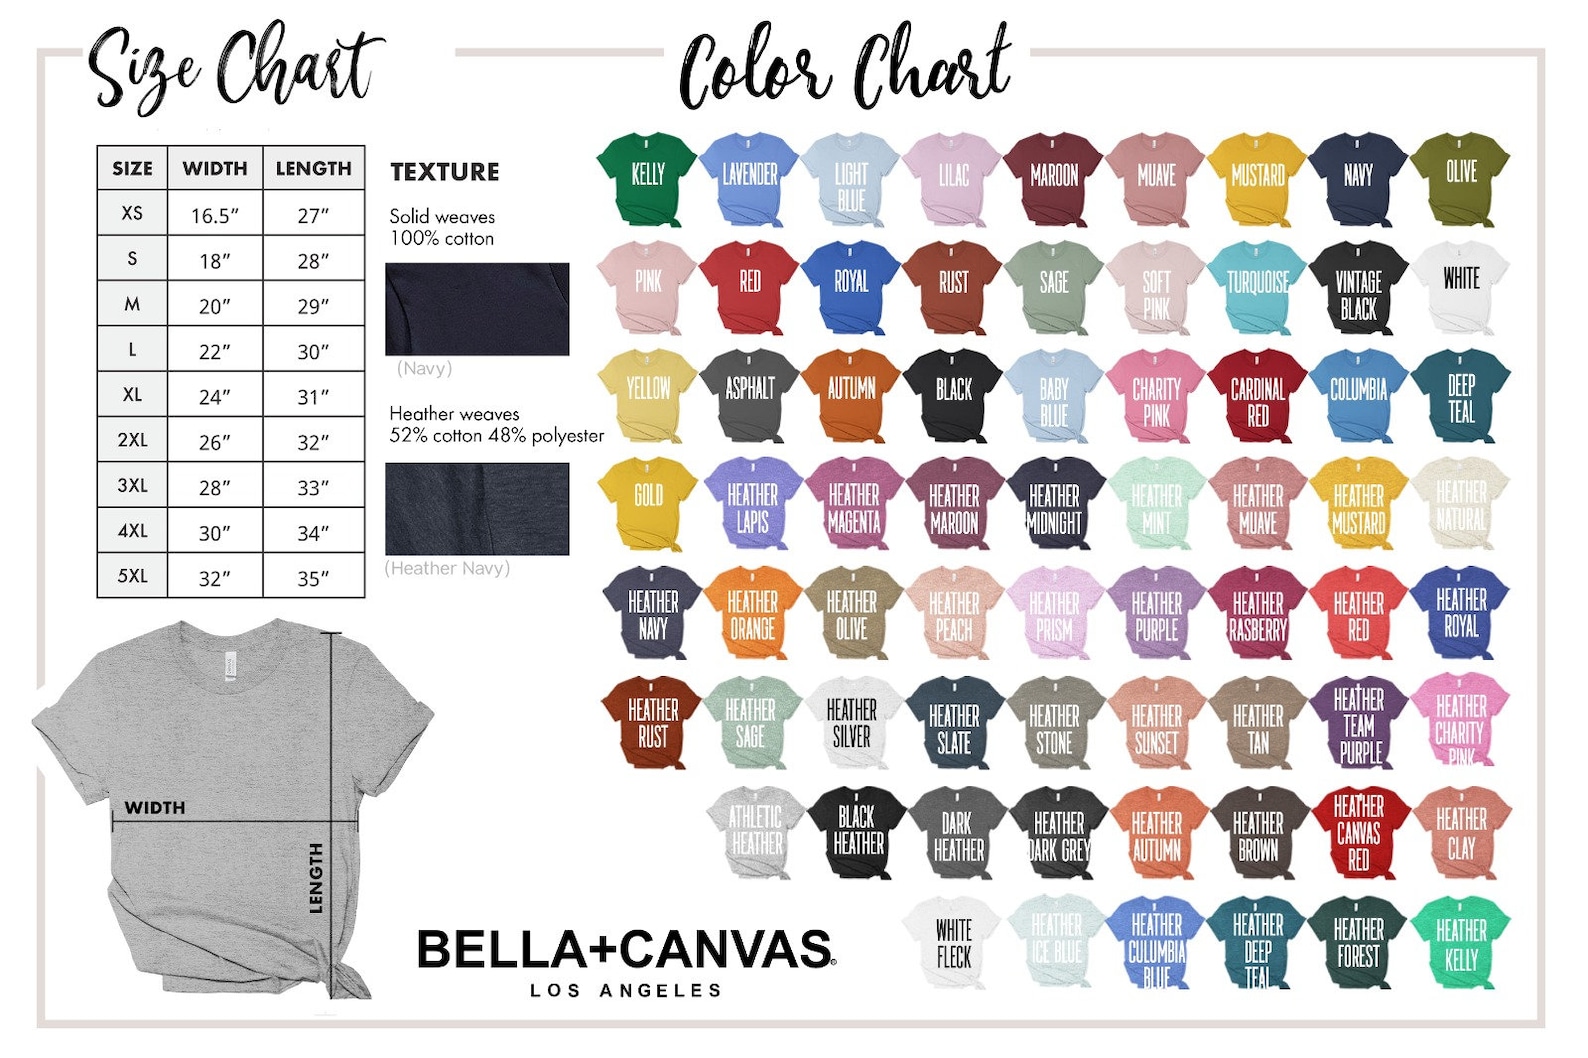 Size Chart
Color Chart
SIZE WIDTH LENGTH
XS 16.5” 27”
S 18” 28”
M 20” 29”
L 22” 30”
XL 24” 31”
2XL 26” 32”
3XL 28” 33”
4XL 30” 34”
5XL 32” 35”
TEXTURE
Solid weaves
100% cotton
(Navy)
Heather weaves
52% cotton 48% polyester
(Heather Navy)
WIDTH
LENGTH
BELLA+CANVAS®
LOS ANGELES
KELLY
LAVENDER
LIGHT
BLUE
LILAC
MAROON
MUAVE
MUSTARD
NAVY
OLIVE
PINK
RED
ROYAL
RUST
SAGE
SOFT
PINK
TURQUOISE
VINTAGE
BLACK
WHITE
YELLOW
ASPHALT
AUTUMN
BLACK
BABY
BLUE
CHARITY
PINK
CARDINAL
RED
COLUMBIA
DEEP
TEAL
GOLD
HEATHER
LAPIS
HEATHER
MAGENTA
HEATHER
MAROON
HEATHER
MIDNIGHT
HEATHER
MINT
HEATHER
MUAVE
HEATHER
MUSTARD
HEATHER
NATURAL
HEATHER
NAVY
HEATHER
ORANGE
HEATHER
OLIVE
HEATHER
PEACH
HEATHER
PRISM
HEATHER
PURPLE
HEATHER
RASBERRY
HEATHER
RED
HEATHER
ROYAL
HEATHER
RUST
HEATHER
SAGE
HEATHER
SILVER
HEATHER
SLATE
HEATHER
STONE
HEATHER
SUNSET
HEATHER
TAN
HEATHER
TEAM
PURPLE
HEATHER
CHARITY
PINK
ATHLETIC
HEATHER
BLACK
HEATHER
DARK
HEATHER
HEATHER
DARK GREY
HEATHER
AUTUMN
HEATHER
BROWN
HEATHER
CANVAS
RED
HEATHER
CLAY
WHITE
FLECK
HEATHER
ICE BLUE
HEATHER
CULUMBIA
BLUE
HEATHER
DEEP
TEAL
HEATHER
FOREST
HEATHER
KELLY